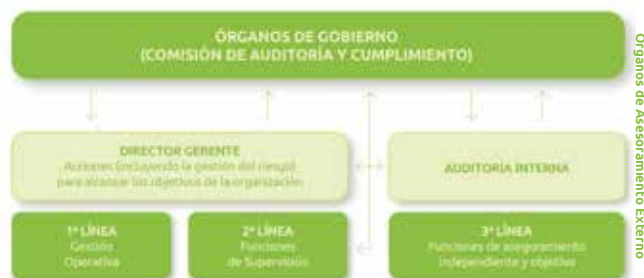 ÓRGANOS DE GOBIERNO
(COMISIÓN DE AUDITORÍA Y CUMPLIMIENTO)
DIRECTOR GERENTE
Acciones (incluyendo la gestión del riesgo)
para alcanzar los objetivos de la organización
AUDITORÍA INTERNA
1ª LÍNEA
Gestión
Operativa
2ª LÍNEA
Funciones
de Supervisión
3ª LÍNEA
Funciones de aseguramiento
independiente y objetivo
Órganos de Asesoramiento Externo